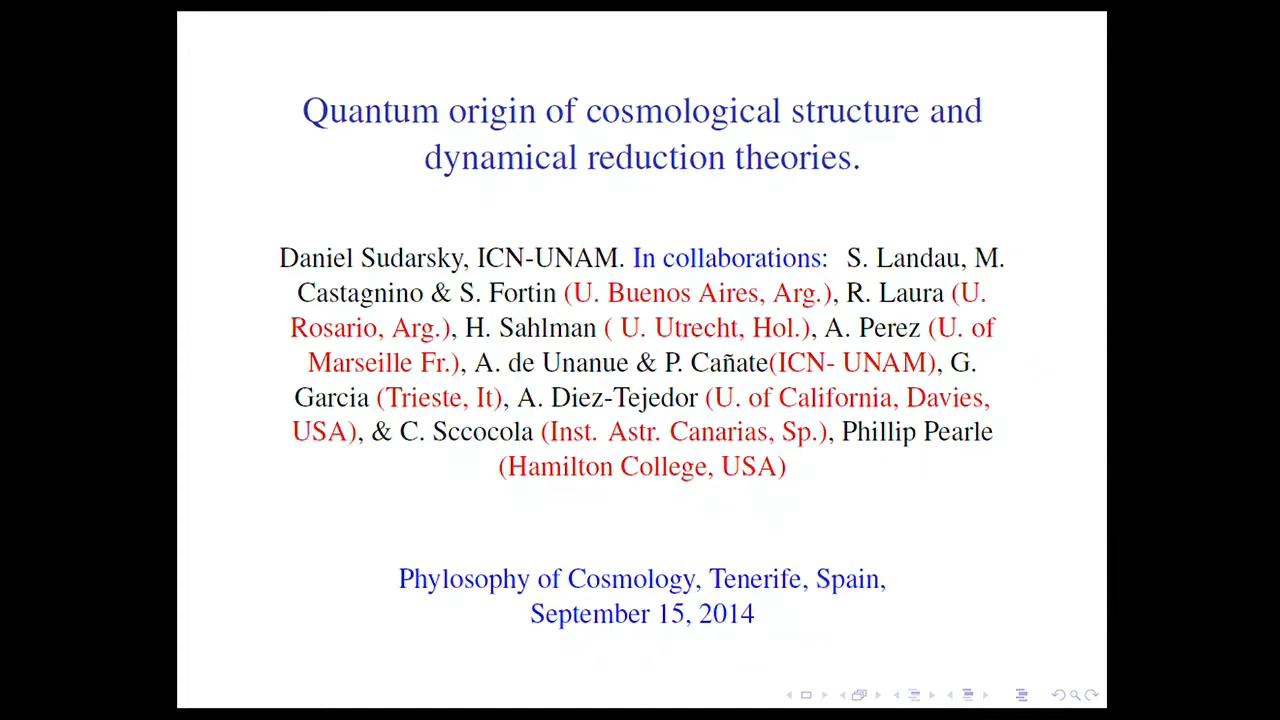 Quantum origin of cosmological structure and
dynamical reduction theories.
Daniel Sudarsky, ICN-UNAM. In collaborations: S. Landau, M.
Castagnino & S. Fortin (U. Buenos Aires, Arg.), R. Laura (U.
Rosario, Arg.), H. Sahlman ( U. Utrecht, Hol.), A. Perez (U. of
Marseille Fr.), A. de Unanue & P. Cañate(ICN- UNAM), G.
Garcia (Trieste, It), A. Diez-Tejedor (U. of California, Davies,
USA), & C. Sccocola (Inst. Astr. Canarias, Sp.), Phillip Pearle
(Hamilton College, USA)
Phylosophy of Cosmology, Tenerife, Spain,
September 15, 2014